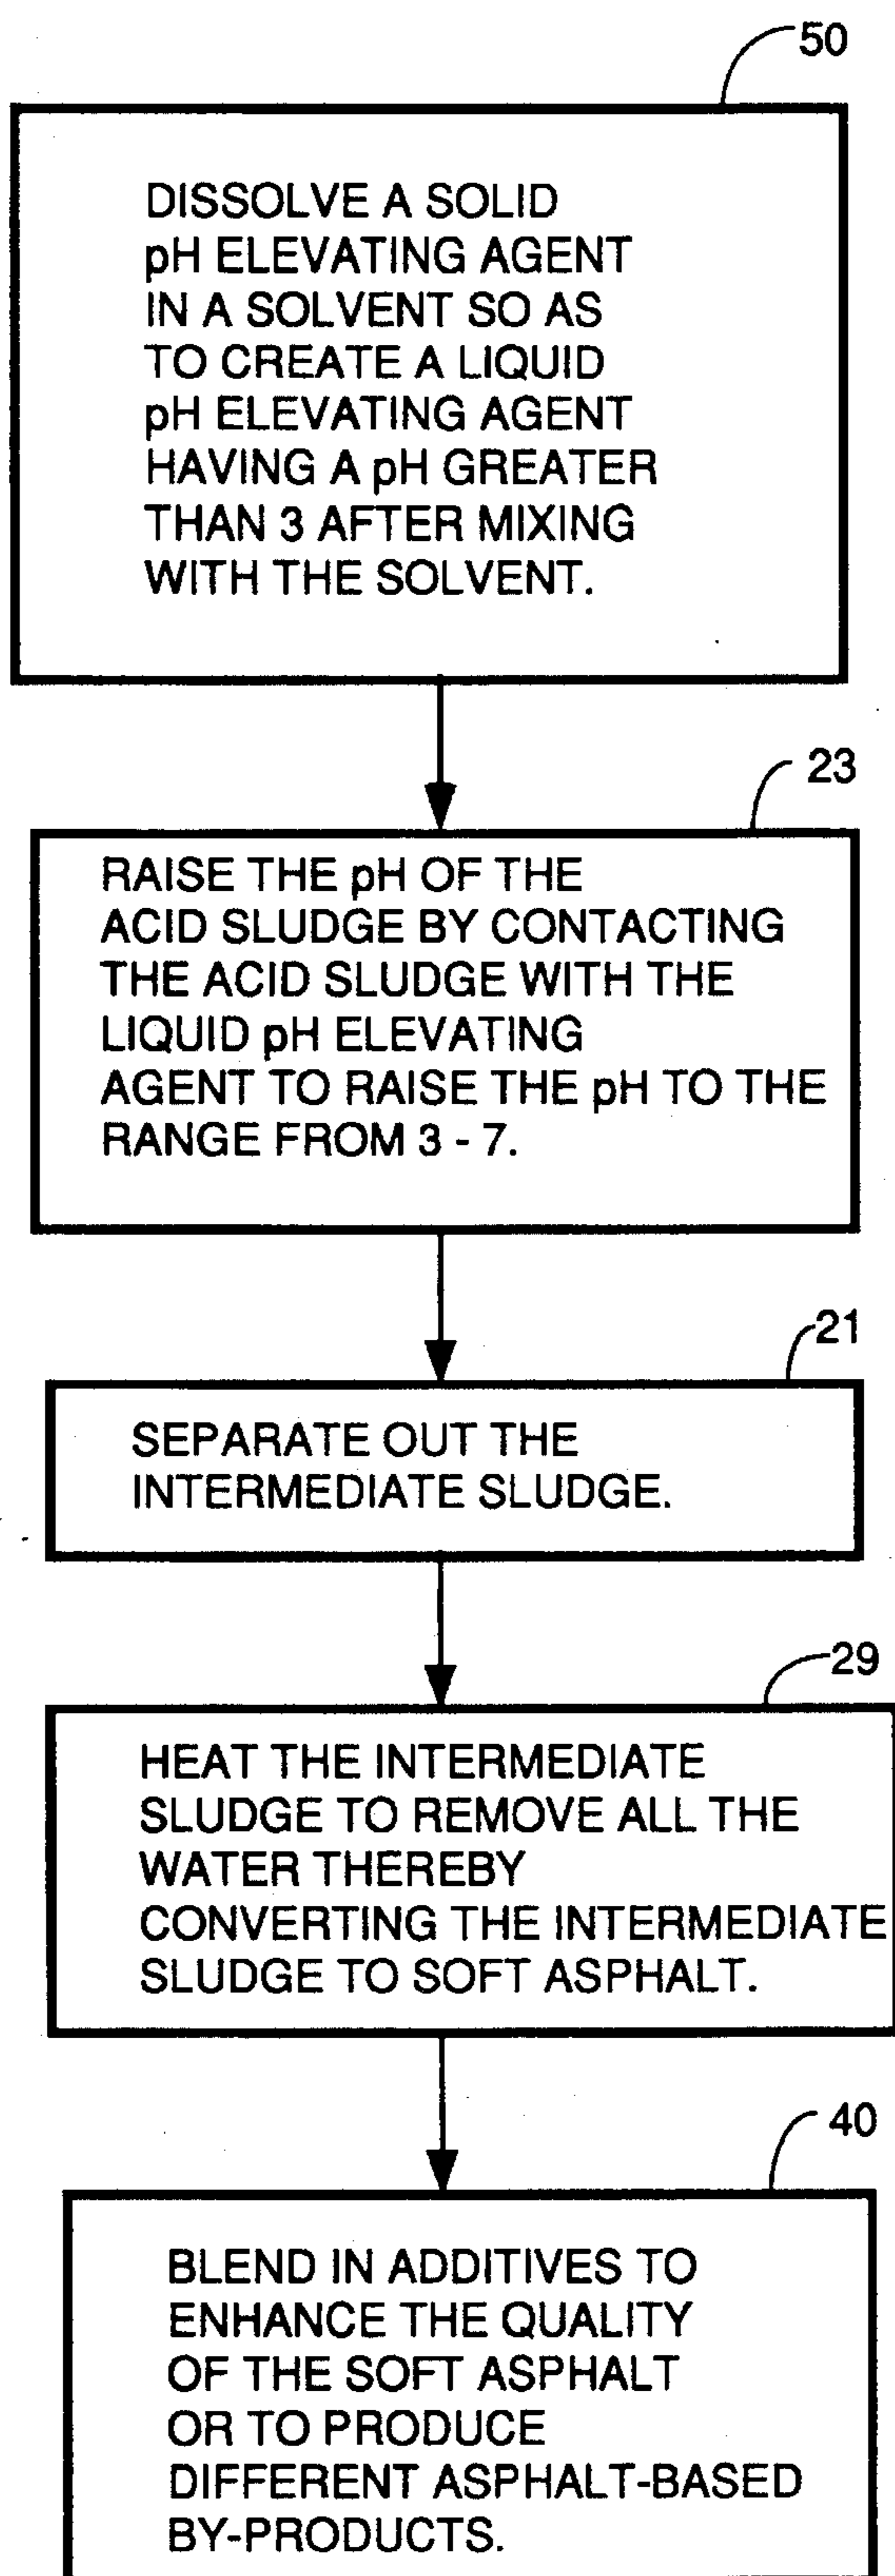 50
DISSOLVE A SOLID
pH ELEVATING AGENT
IN A SOLVENT SO AS
TO CREATE A LIQUID
pH ELEVATING AGENT
HAVING A pH GREATER
THAN 3 AFTER MIXING
WITH THE SOLVENT.
23
RAISE THE pH OF THE
ACID SLUDGE BY CONTACTING
THE ACID SLUDGE WITH THE
LIQUID pH ELEVATING
AGENT TO RAISE THE pH TO THE
RANGE FROM 3 - 7.
21
SEPARATE OUT THE
INTERMEDIATE SLUDGE.
29
HEAT THE INTERMEDIATE
SLUDGE TO REMOVE ALL THE
WATER THEREBY
CONVERTING THE INTERMEDIATE
SLUDGE TO SOFT ASPHALT.
40
BLEND IN ADDITIVES TO
ENHANCE THE QUALITY
OF THE SOFT ASPHALT
OR TO PRODUCE
DIFFERENT ASPHALT-BASED
BY-PRODUCTS.